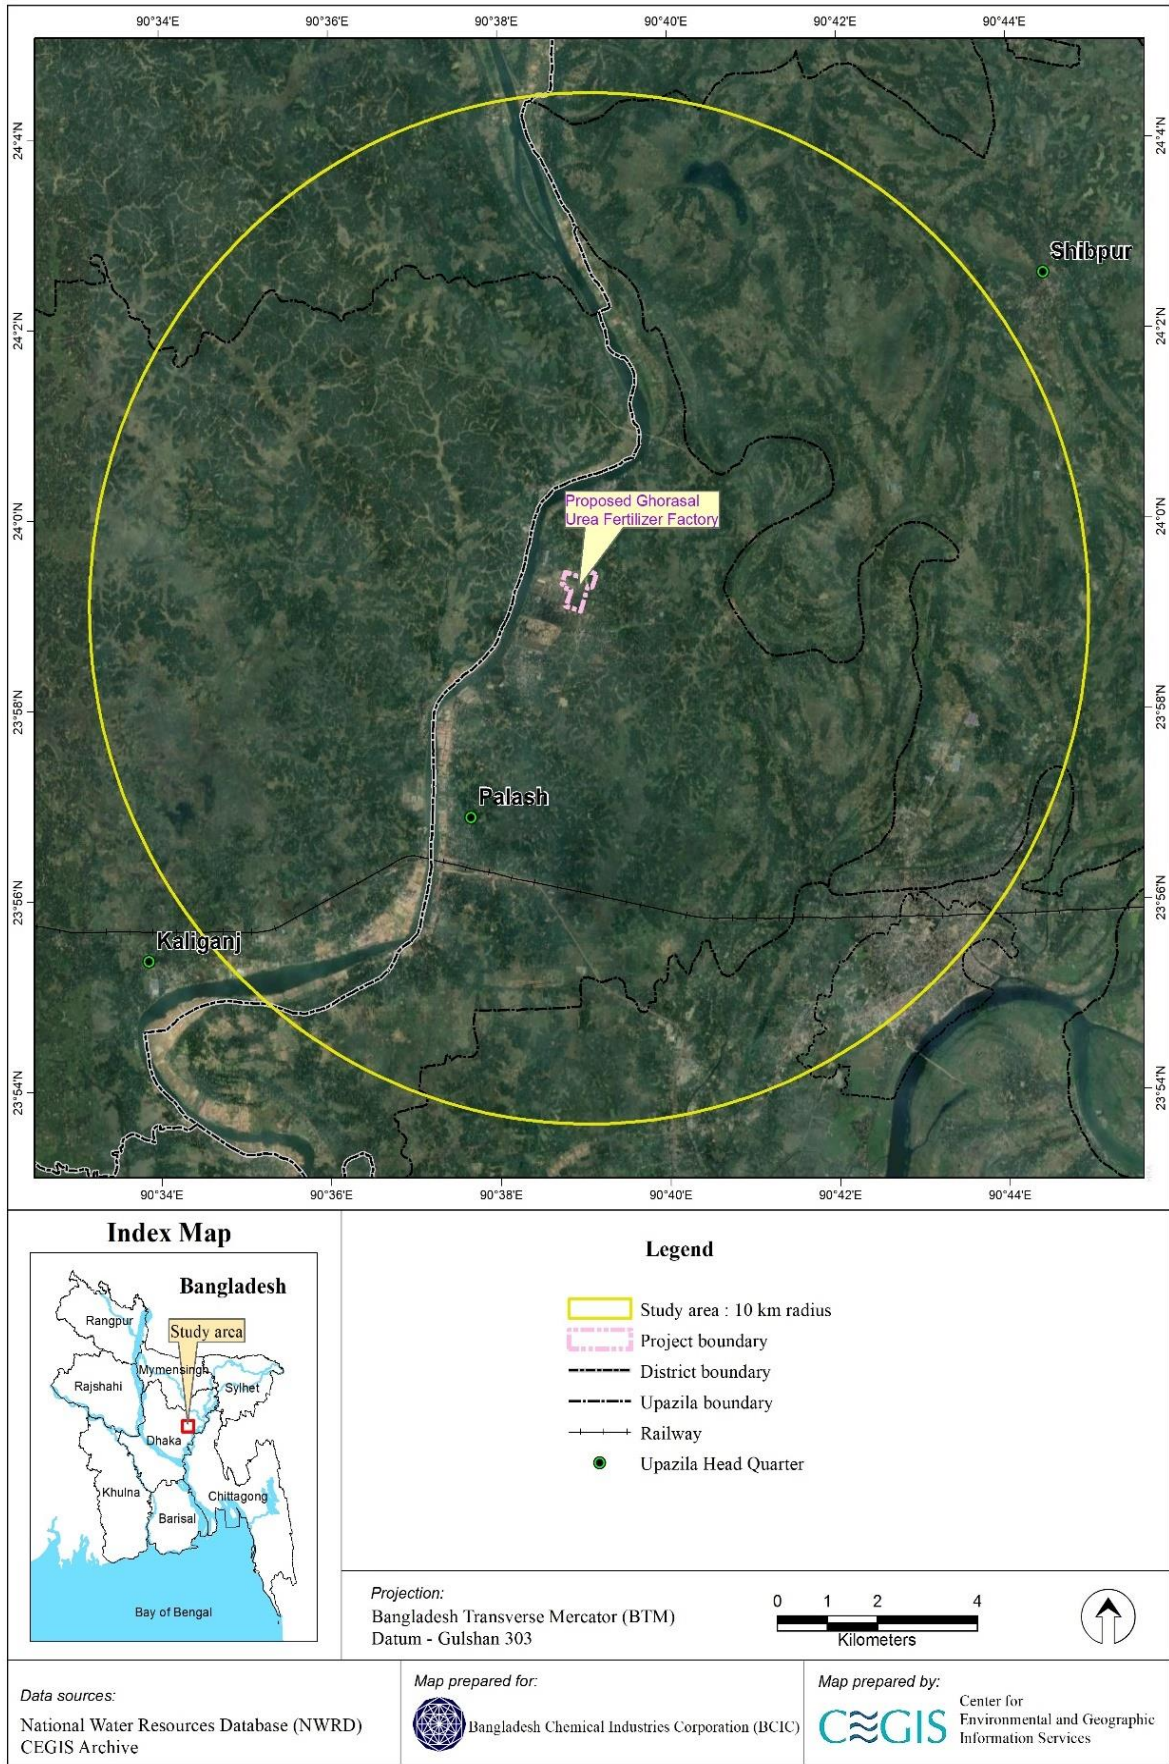 90°34'E 90°36'E 90°38'E 90°40'E 90°42'E 90°44'E
24°4'N 24°4'N
Shibpur
24°2'N 24°2'N
24°0'N 24°0'N
Proposed Ghorasal
Urea Fertilizer Factory
23°58'N 23°58'N
Palash
23°56'N 23°56'N
Kaliganj
23°54'N 23°54'N
90°34'E 90°36'E 90°38'E 90°40'E 90°42'E 90°44'E
Index Map
Bangladesh
Rangpur
Study area
Mymensingh
Rajshahi
Sylhet
Dhaka
Khulna
Chittagong
Barisal
Bay of Bengal
Legend
Study area : 10 km radius
Project boundary
District boundary
Upazila boundary
Railway
Upazila Head Quarter
Projection:
Bangladesh Transverse Mercator (BTM)
Datum - Gulshan 303
0 1 2 4
Kilometers
Data sources:
National Water Resources Database (NWRD)
CEGIS Archive
Map prepared for:
Bangladesh Chemical Industries Corporation (BCIC)
Map prepared by:
CEGIS
Center for
Environmental and Geographic
Information Services